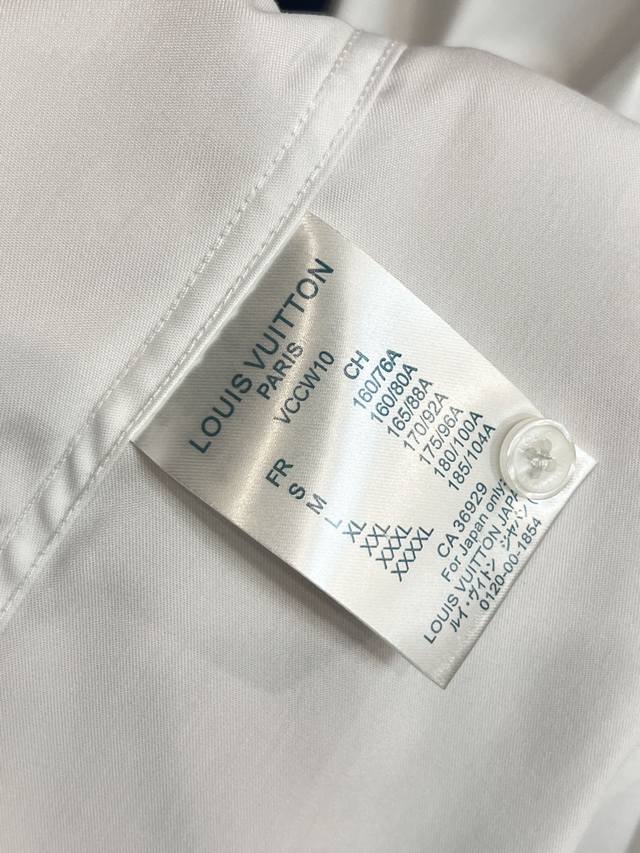 LOUIS VUITTON
PARIS
VCCW10
FR CH
S 160/76A
M 160/80A
L 165/88A
XL 170/92A
XXL 175/96A
XXXL 180/100A
XXXXL 185/104A
CA 36929
For Japan only
LOUIS VUITTON JAPA
ルイ・ヴィトン ジャパン
0120-00-1854